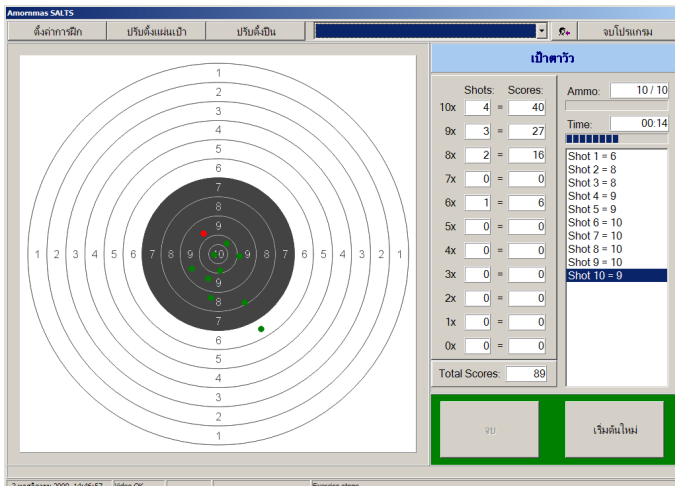 Amornmas SALTS
ตั้งค่าการฝึก ปรับตั้งแผ่นเป้า ปรับตั้งปืน จบโปรแกรม
เป้าตาวัว
Shots: Scores:
10x 4 = 40
9x 3 = 27
8x 2 = 16
7x 0 = 0
6x 1 = 6
5x 0 = 0
4x 0 = 0
3x 0 = 0
2x 0 = 0
1x 0 = 0
0x 0 = 0
Total Scores: 89
Ammo: 10 / 10
Time: 00:14
Shot 1 = 6
Shot 2 = 8
Shot 3 = 8
Shot 4 = 9
Shot 5 = 9
Shot 6 = 10
Shot 7 = 10
Shot 8 = 10
Shot 9 = 10
Shot 10 = 9
1
2
3
4
5
6
7
8
9
1 2 3 4 5 6 7 8 9 10 9 8 7 6 5 4 3 2 1
9
8
7
6
5
4
3
2
1
จบ เริ่มต้นใหม่